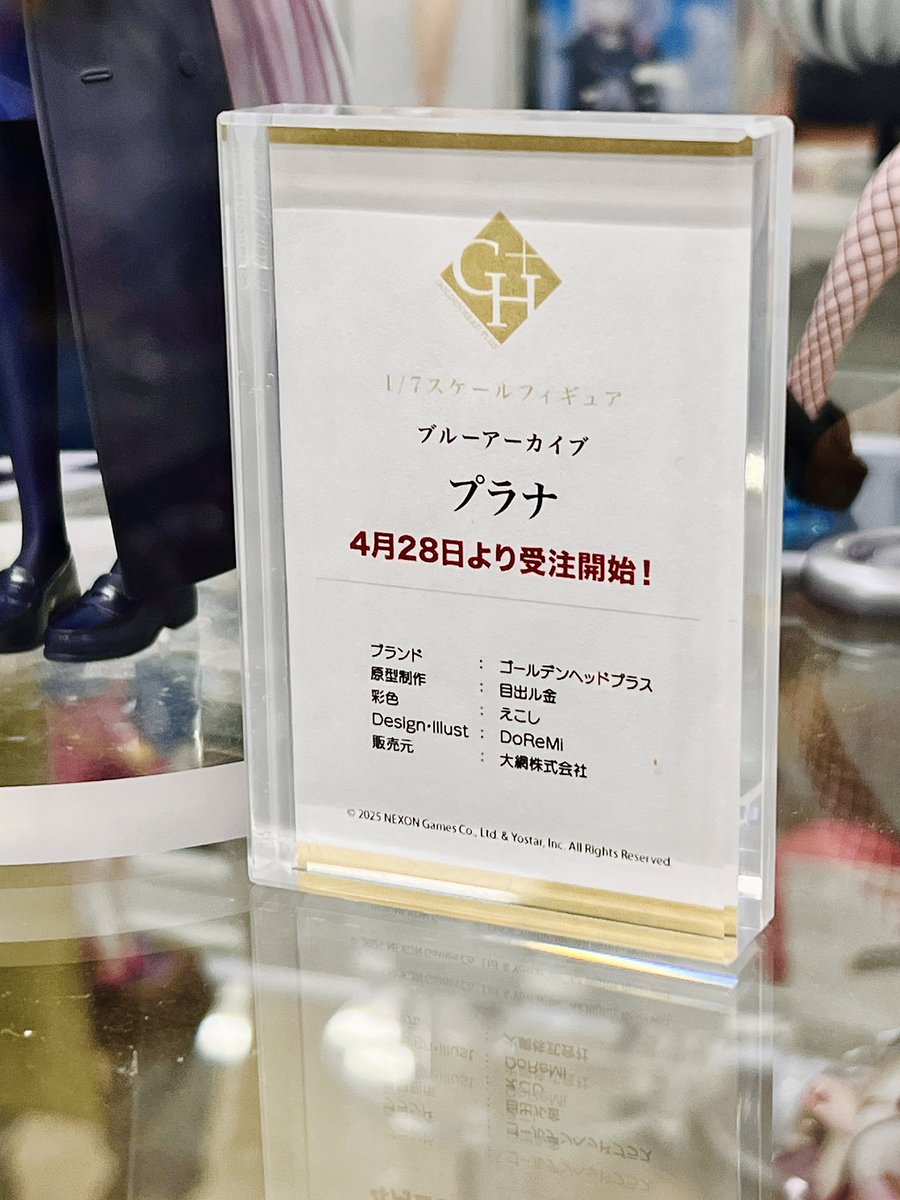 G+H
1/7スケールフィギュア
ブルーアーカイブ
プラナ
4月28日より受注開始!
ブランド : ゴールデンヘッドプラス
原型制作 : 目出ル金
彩色 : えこし
Design・Illust : DoReMi
販売元 : 大網株式会社
© 2025 NEXON Games Co., Ltd. & Yostar, Inc. All Rights Reserved